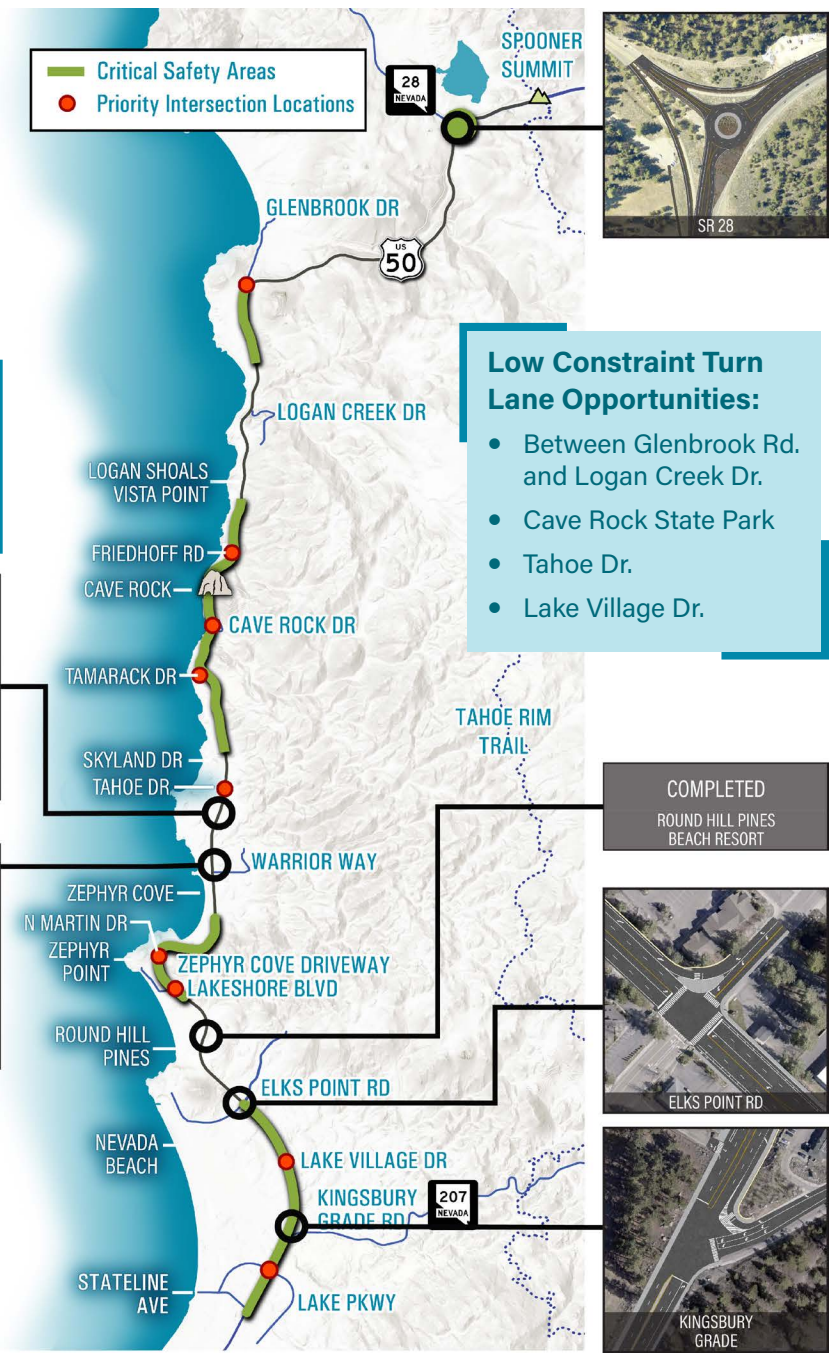 SPOONER
SUMMIT
Critical Safety Areas
Priority Intersection Locations
28
NEVADA
SR 28
GLENBROOK DR
US
50
Low Constraint Turn
Lane Opportunities:
• Between Glenbrook Rd.
and Logan Creek Dr.
• Cave Rock State Park
• Tahoe Dr.
• Lake Village Dr.
LOGAN CREEK DR
LOGAN SHOALS
VISTA POINT
FRIEDHOFF RD
CAVE ROCK
CAVE ROCK DR
TAMARACK DR
TAHOE RIM
TRAIL
SKYLAND DR
TAHOE DR
COMPLETED
ROUND HILL PINES
BEACH RESORT
WARRIOR WAY
ZEPHYR COVE
N MARTIN DR
ZEPHYR
POINT
ZEPHYR COVE DRIVEWAY
LAKESHORE BLVD
ROUND HILL
PINES
ELKS POINT RD
ELKS POINT RD
NEVADA
BEACH
LAKE VILLAGE DR
KINGSBURY
GRADE RD
207
NEVADA
STATELINE
AVE
LAKE PKWY
KINGSBURY
GRADE